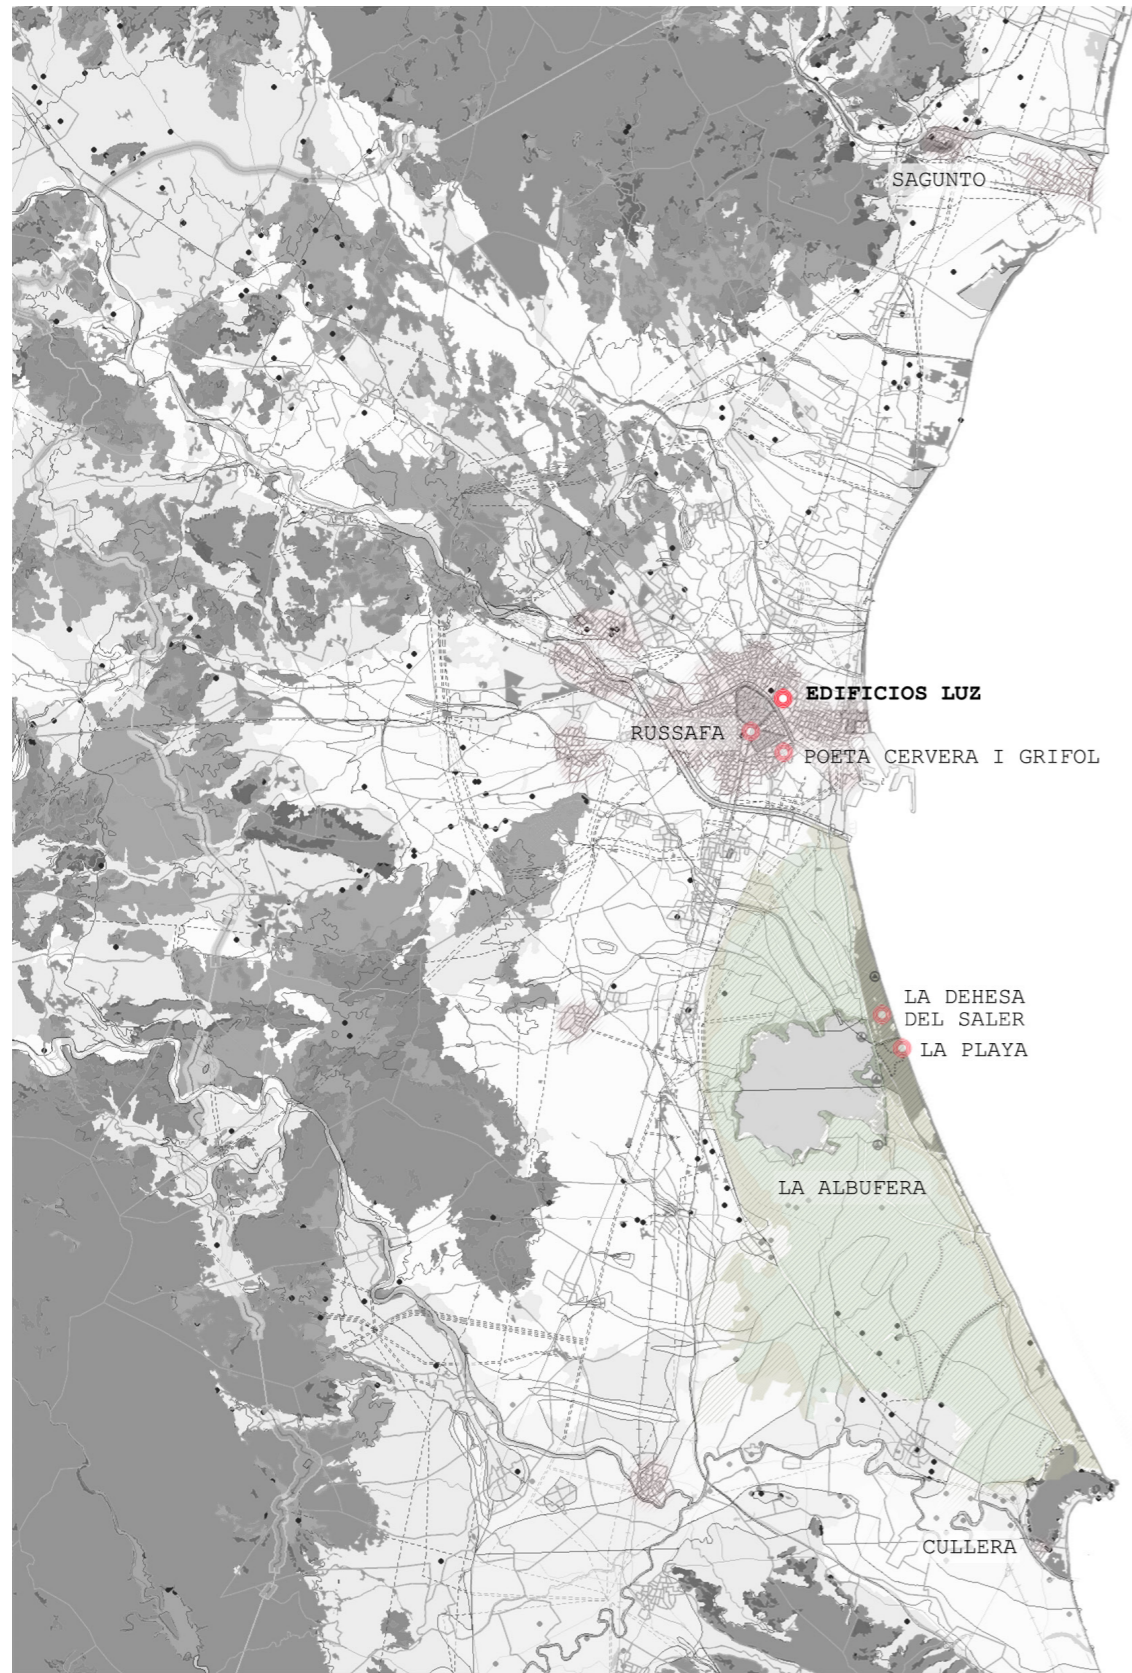 SAGUNTO
EDIFICIOS LUZ
RUSSAFA
POETA CERVERA I GRIFOL
LA DEHESA
DEL SALER
LA PLAYA
LA ALBUFERA
CULLERA